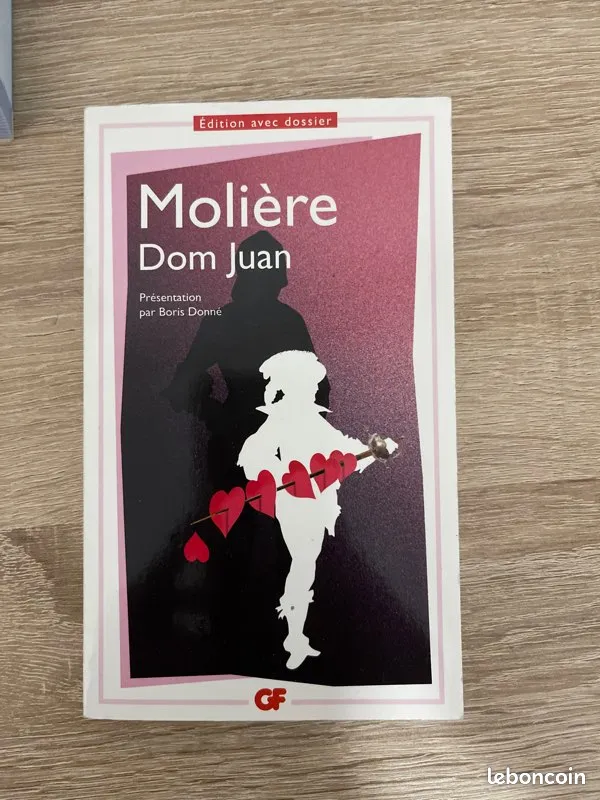 Édition avec dossier
Molière
Dom Juan
Présentation
par Boris Donné
GF
leboncoin